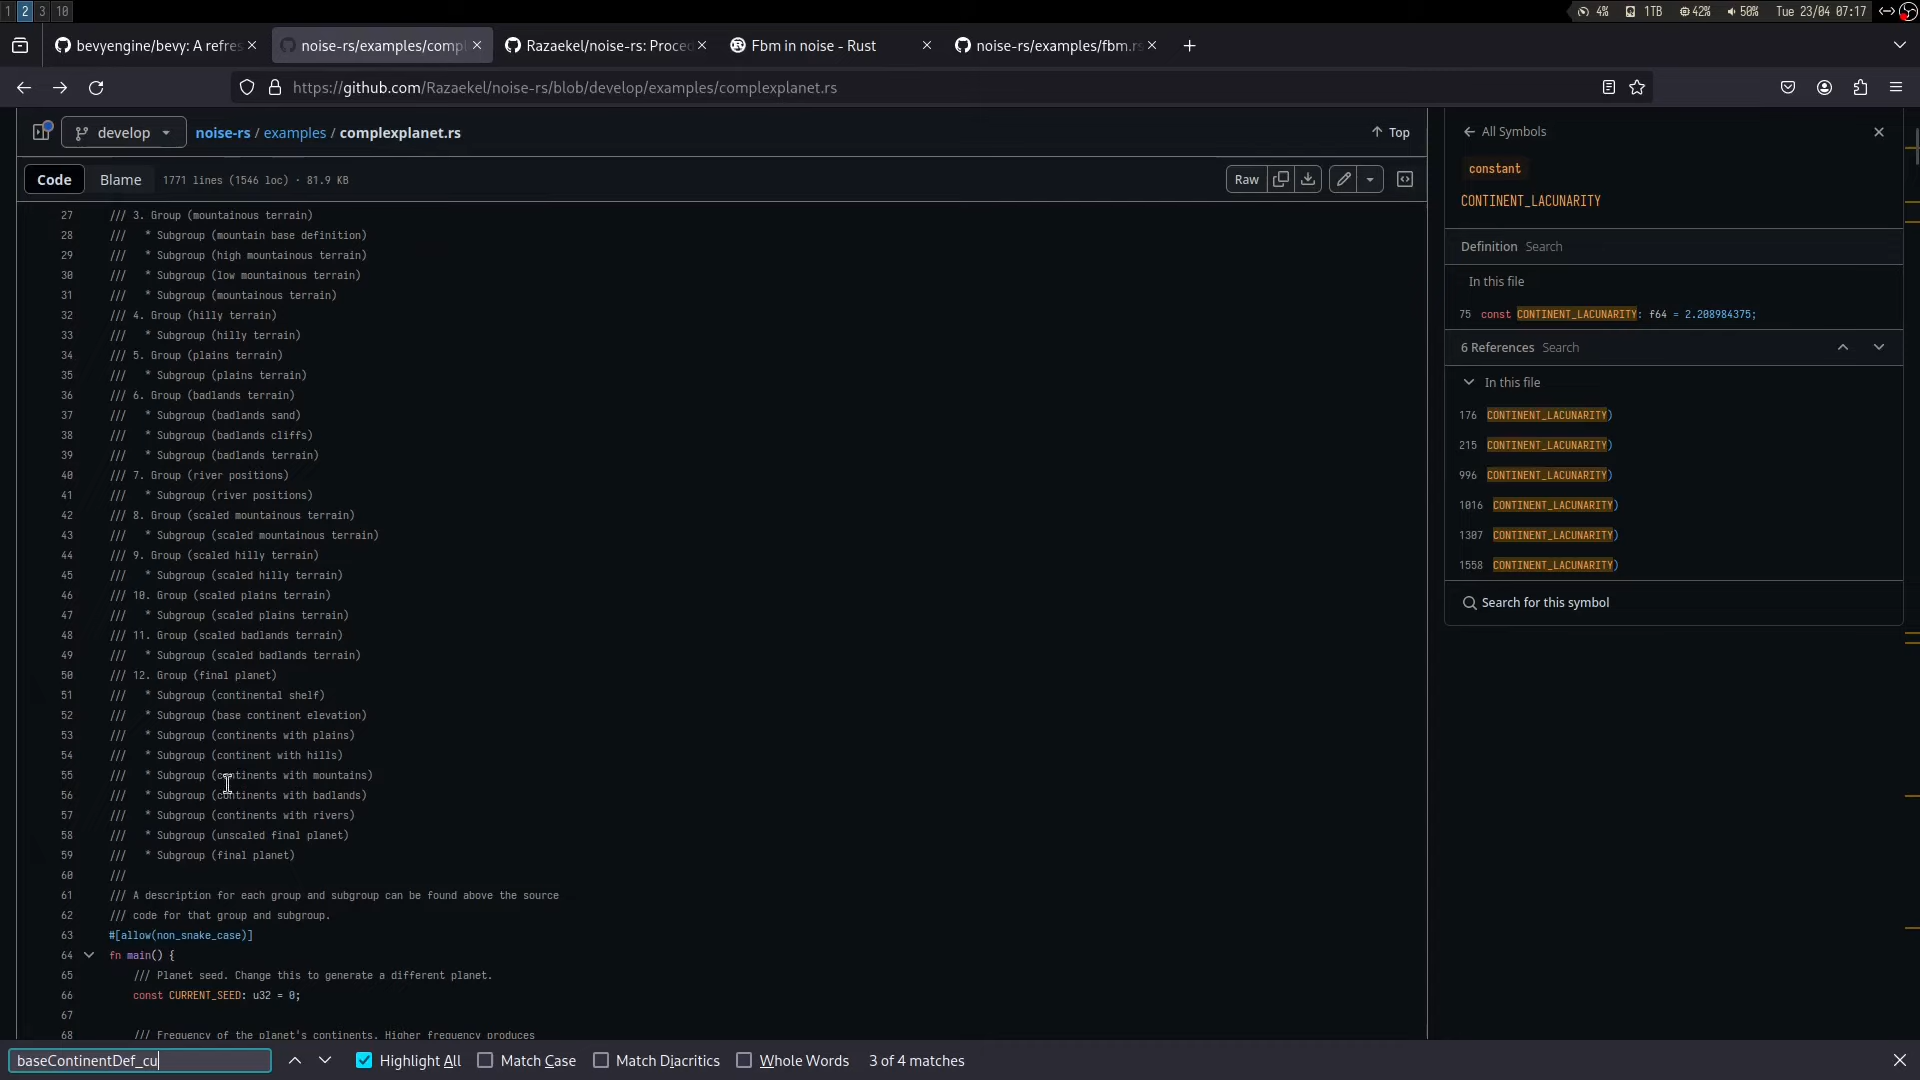 1 2 3 10
4% 1TB 42% 50% Tue 23/04 07:17
bevyengine/bevy: A refres
noise-rs/examples/compl
Razaekel/noise-rs: Proced
Fbm in noise - Rust
noise-rs/examples/fbm.rs
https://github.com/Razaekel/noise-rs/blob/develop/examples/complexplanet.rs
develop noise-rs / examples / complexplanet.rs Top
Code Blame 1771 lines (1546 loc) · 81.9 KB Raw
27 /// 3. Group (mountainous terrain)
28 /// * Subgroup (mountain base definition)
29 /// * Subgroup (high mountainous terrain)
30 /// * Subgroup (low mountainous terrain)
31 /// * Subgroup (mountainous terrain)
32 /// 4. Group (hilly terrain)
33 /// * Subgroup (hilly terrain)
34 /// 5. Group (plains terrain)
35 /// * Subgroup (plains terrain)
36 /// 6. Group (badlands terrain)
37 /// * Subgroup (badlands sand)
38 /// * Subgroup (badlands cliffs)
39 /// * Subgroup (badlands terrain)
40 /// 7. Group (river positions)
41 /// * Subgroup (river positions)
42 /// 8. Group (scaled mountainous terrain)
43 /// * Subgroup (scaled mountainous terrain)
44 /// 9. Group (scaled hilly terrain)
45 /// * Subgroup (scaled hilly terrain)
46 /// 10. Group (scaled plains terrain)
47 /// * Subgroup (scaled plains terrain)
48 /// 11. Group (scaled badlands terrain)
49 /// * Subgroup (scaled badlands terrain)
50 /// 12. Group (final planet)
51 /// * Subgroup (continental shelf)
52 /// * Subgroup (base continent elevation)
53 /// * Subgroup (continents with plains)
54 /// * Subgroup (continent with hills)
55 /// * Subgroup (continents with mountains)
56 /// * Subgroup (continents with badlands)
57 /// * Subgroup (continents with rivers)
58 /// * Subgroup (unscaled final planet)
59 /// * Subgroup (final planet)
60 ///
61 /// A description for each group and subgroup can be found above the source
62 /// code for that group and subgroup.
63 #[allow(non_snake_case)]
64 fn main() {
65 /// Planet seed. Change this to generate a different planet.
66 const CURRENT_SEED: u32 = 0;
67
68 /// Frequency of the planet's continents. Higher frequency produces
All Symbols
constant
CONTINENT_LACUNARITY
Definition Search
In this file
75 const CONTINENT_LACUNARITY: f64 = 2.208984375;
6 References Search
In this file
176 CONTINENT_LACUNARITY)
215 CONTINENT_LACUNARITY)
996 CONTINENT_LACUNARITY)
1016 CONTINENT_LACUNARITY)
1307 CONTINENT_LACUNARITY)
1558 CONTINENT_LACUNARITY)
Search for this symbol
baseContinentDef_cu Highlight All Match Case Match Diacritics Whole Words 3 of 4 matches